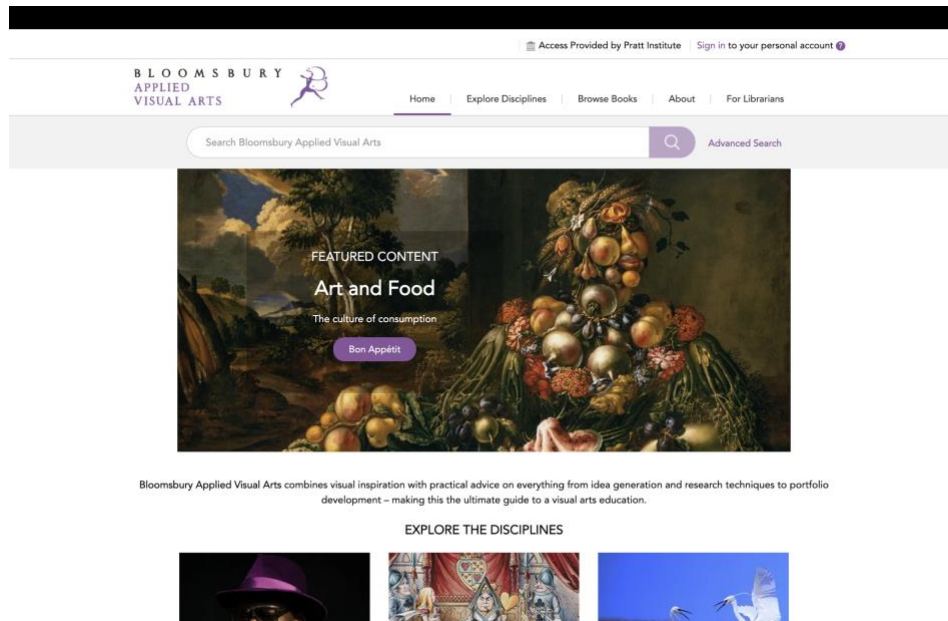 Access Provided by Pratt Institute Sign in to your personal account ?
BLOOMSBURY
APPLIED
VISUAL ARTS
Home Explore Disciplines Browse Books About For Librarians
Search Bloomsbury Applied Visual Arts Advanced Search
FEATURED CONTENT
Art and Food
The culture of consumption
Bon Appétit
Bloomsbury Applied Visual Arts combines visual inspiration with practical advice on everything from idea generation and research techniques to portfolio
development – making this the ultimate guide to a visual arts education.
EXPLORE THE DISCIPLINES